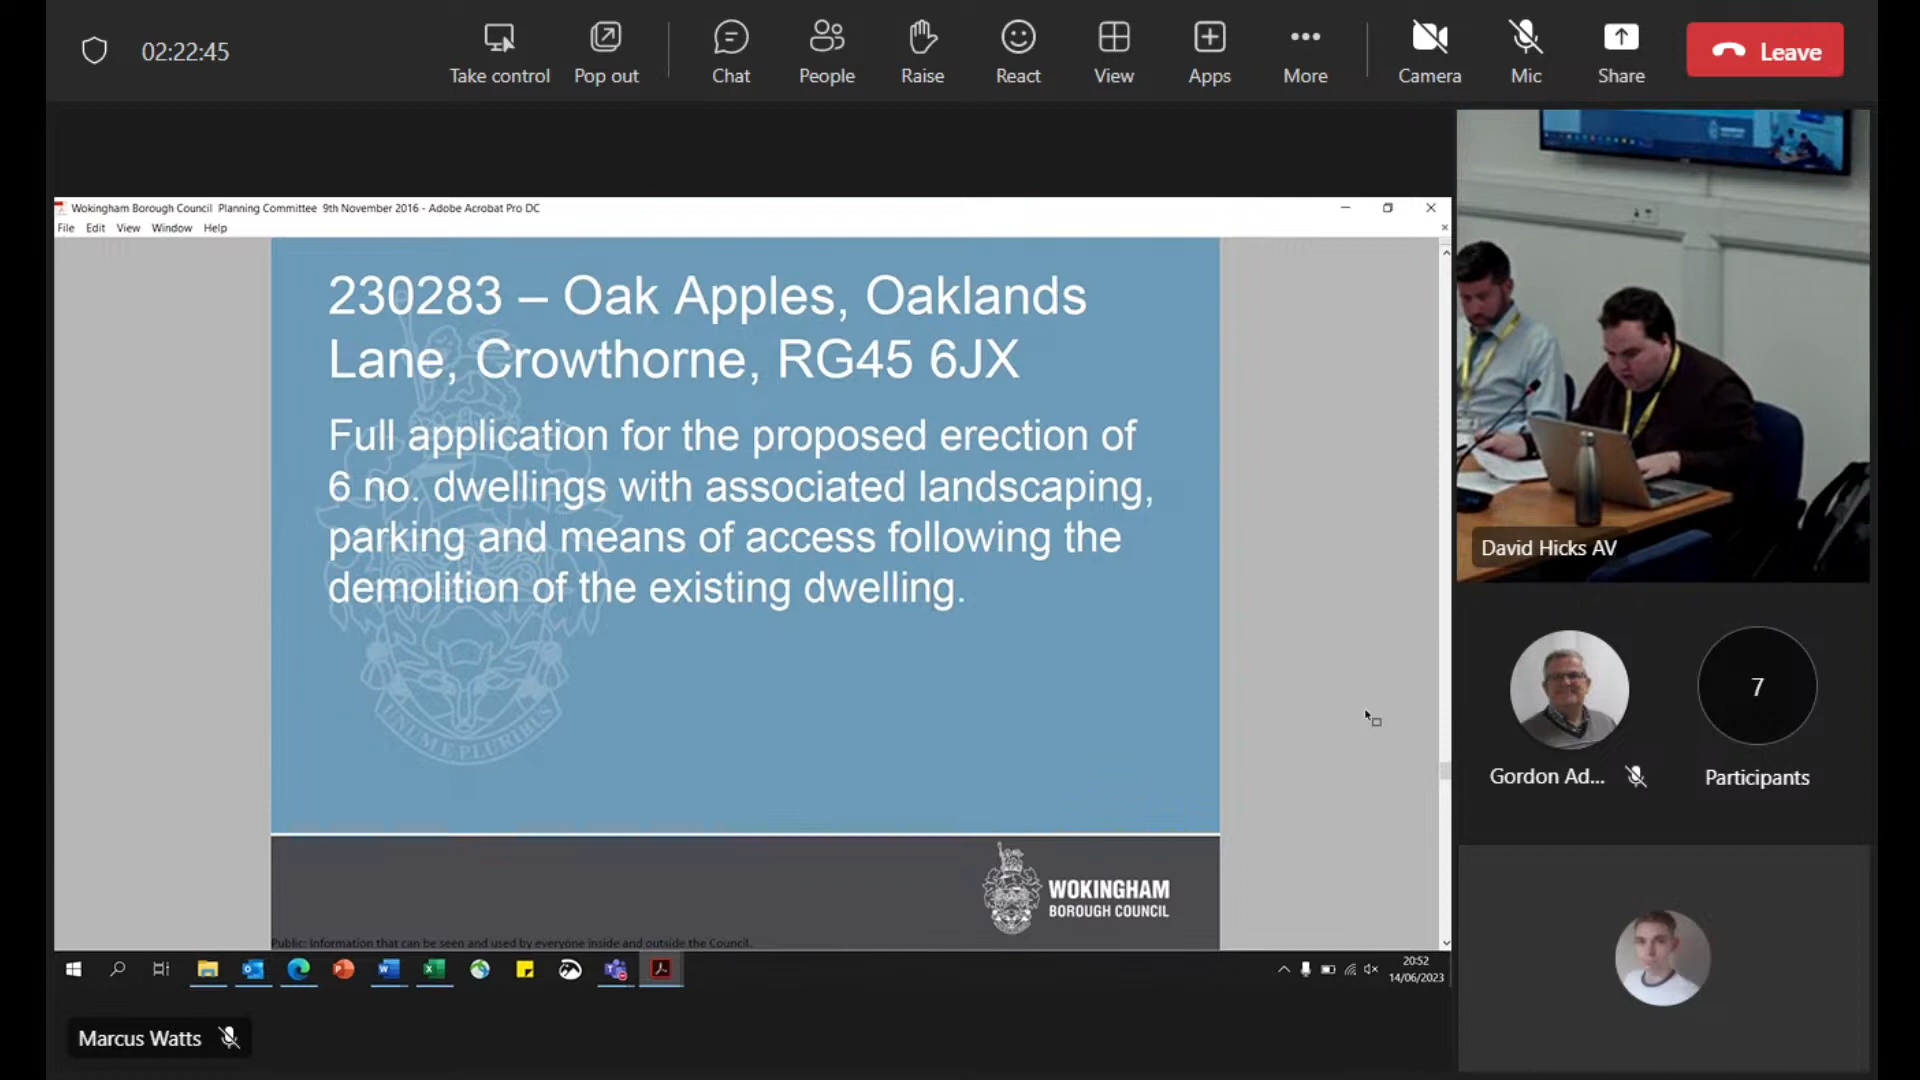 02:22:45
Take control
Pop out
Chat
People
Raise
React
View
Apps
More
Camera
Mic
Share
Leave
Wokingham Borough Council Planning Committee 9th November 2016 - Adobe Acrobat Pro DC
File Edit View Window Help
230283 – Oak Apples, Oaklands
Lane, Crowthorne, RG45 6JX
Full application for the proposed erection of
6 no. dwellings with associated landscaping,
parking and means of access following the
demolition of the existing dwelling.
UNUM E PLURIBUS
WOKINGHAM
BOROUGH COUNCIL
Public: Information that can be seen and used by everyone inside and outside the Council.
20:52
14/06/2023
Marcus Watts
David Hicks AV
Gordon Ad...
7
Participants